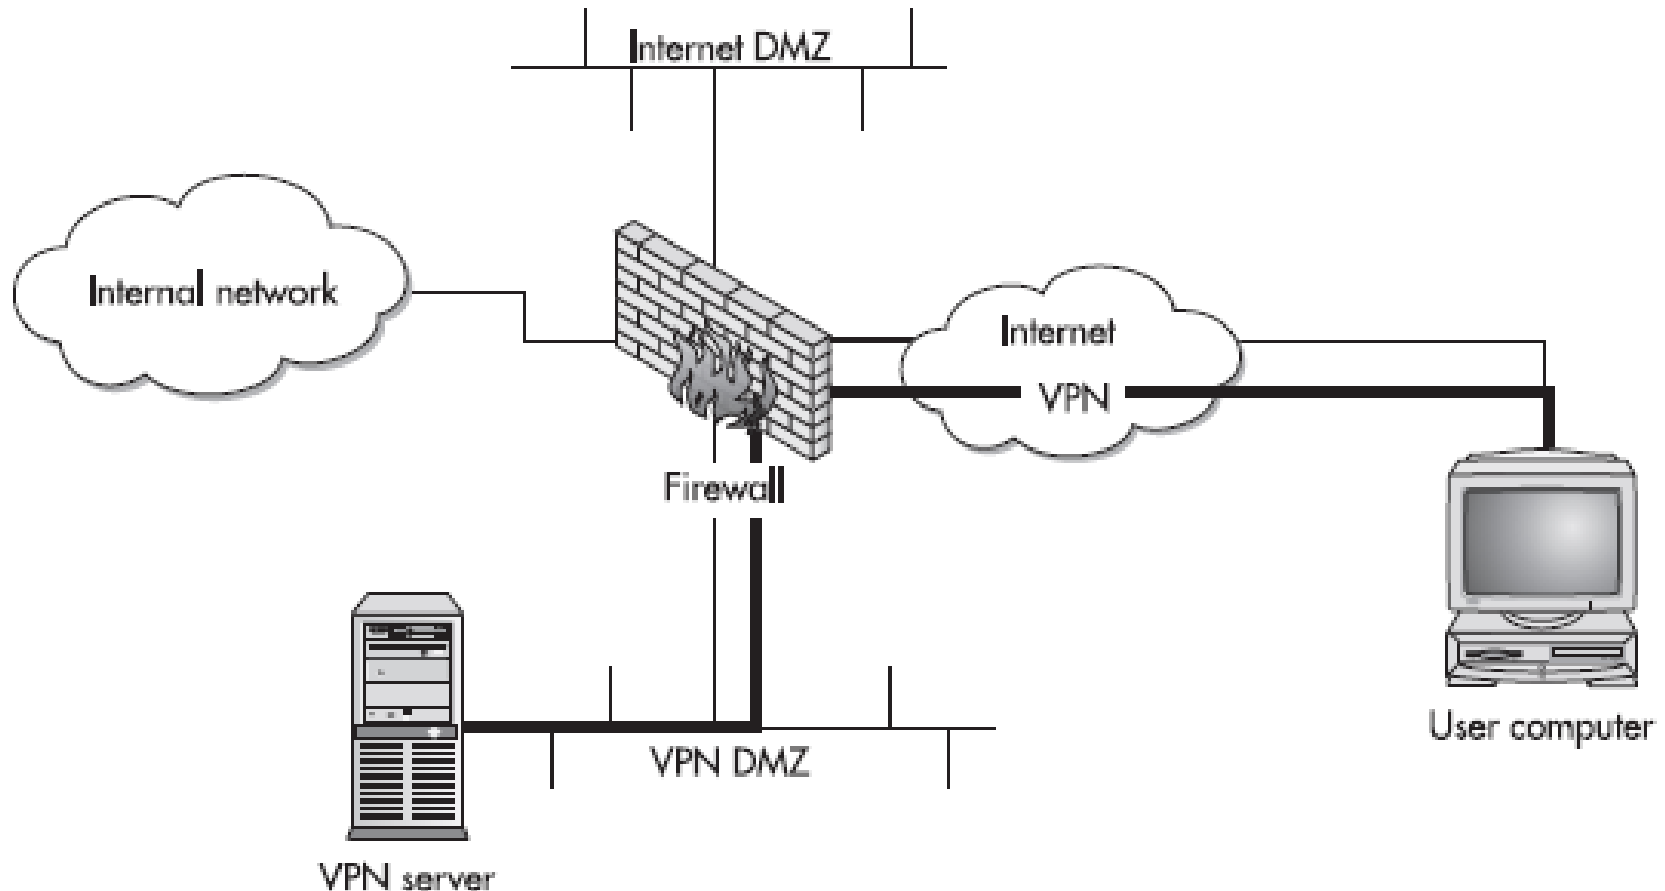 Internet DMZ
Internal network
Internet
VPN
Firewall
User computer
VPN DMZ
VPN server